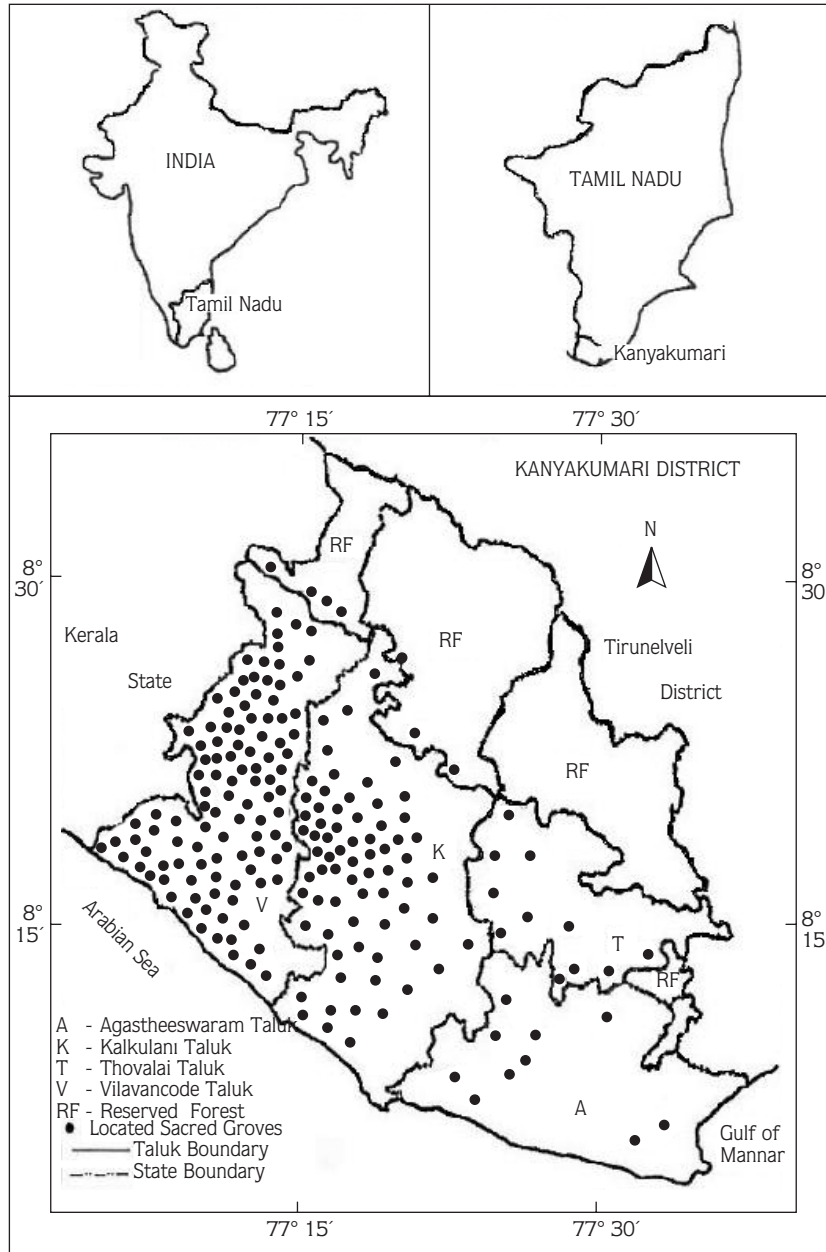 INDIA
Tamil Nadu
TAMIL NADU
Kanyakumari
77° 15´
77° 30´
KANYAKUMARI DISTRICT
N
RF
8°
30´
8°
30´
Kerala
State
RF
Tirunelveli
District
RF
K
V
8°
15´
8°
15´
T
RF
Arabian Sea
A - Agastheeswaram Taluk
K - Kalkulani Taluk
T - Thovalai Taluk
V - Vilavancode Taluk
RF - Reserved Forest
Located Sacred Groves
Taluk Boundary
State Boundary
A
Gulf of
Mannar
77° 15´
77° 30´